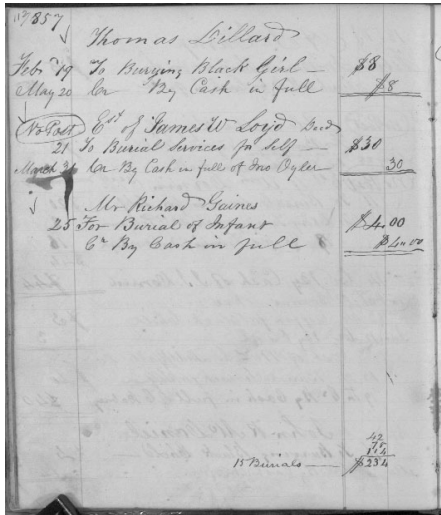 1857
Thomas Dillard
Feby 19 To Burying Black Girl — $8
May 20 Cr By Cash in full $8
No Post Est of James W Loyd Decd
21 To Burial Services for Self — $30
March 31 Cr By Cash in full of Jno Oyler 30
Mr Richard Gaines
25 For Burial of Infant $4.00
Cr By Cash in full $4.00
42
78
114
15 Burials — $234